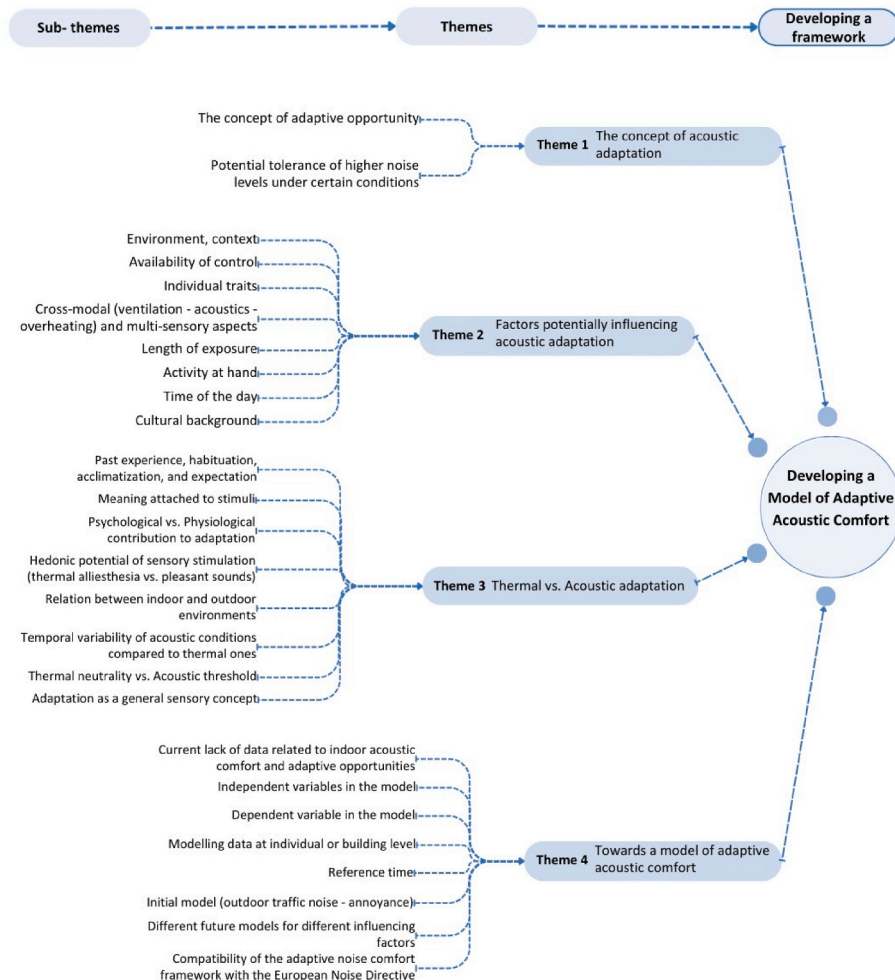 Sub- themes
Themes
Developing a
framework
The concept of adaptive opportunity
Potential tolerance of higher noise
levels under certain conditions
Theme 1 The concept of acoustic
adaptation
Environment, context
Availability of control
Individual traits
Cross-modal (ventilation - acoustics -
overheating) and multi-sensory aspects
Length of exposure
Activity at hand
Time of the day
Cultural background
Theme 2 Factors potentially influencing
acoustic adaptation
Past experience, habituation,
acclimatization, and expectation
Meaning attached to stimuli
Psychological vs. Physiological
contribution to adaptation
Hedonic potential of sensory stimulation
(thermal alliesthesia vs. pleasant sounds)
Relation between indoor and outdoor
environments
Temporal variability of acoustic conditions
compared to thermal ones
Thermal neutrality vs. Acoustic threshold
Adaptation as a general sensory concept
Theme 3 Thermal vs. Acoustic adaptation
Current lack of data related to indoor acoustic
comfort and adaptive opportunities
Independent variables in the model
Dependent variable in the model
Modelling data at individual or building level
Reference time
Initial model (outdoor traffic noise - annoyance)
Different future models for different influencing
factors
Compatibility of the adaptive noise comfort
framework with the European Noise Directive
Theme 4 Towards a model of adaptive
acoustic comfort
Developing a
Model of Adaptive
Acoustic Comfort